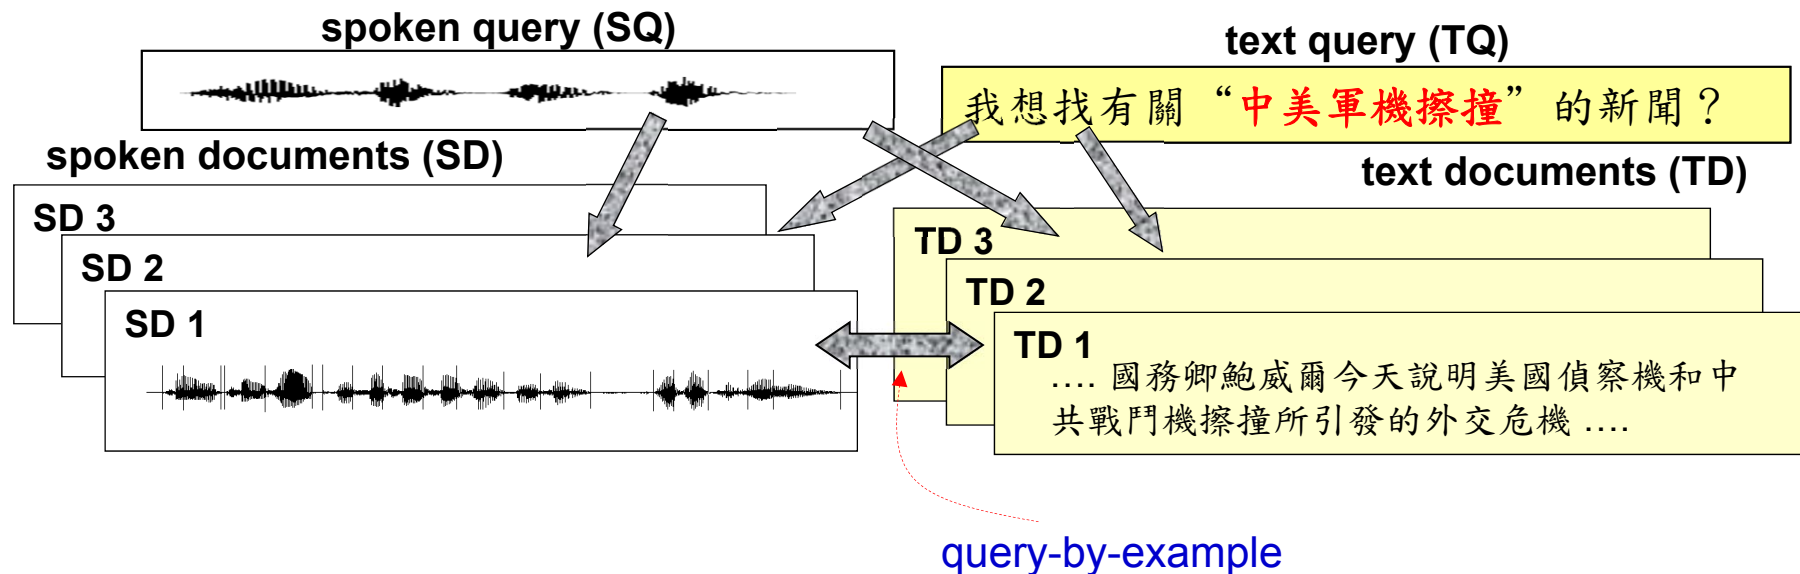 spoken query (SQ)
text query (TQ)
我想找有關“中美軍機擦撞”的新聞？
spoken documents (SD)
text documents (TD)
SD 3
SD 2
SD 1
TD 3
TD 2
TD 1
.... 國務卿鮑威爾今天說明美國偵察機和中
共戰鬥機擦撞所引發的外交危機 ....
query-by-example